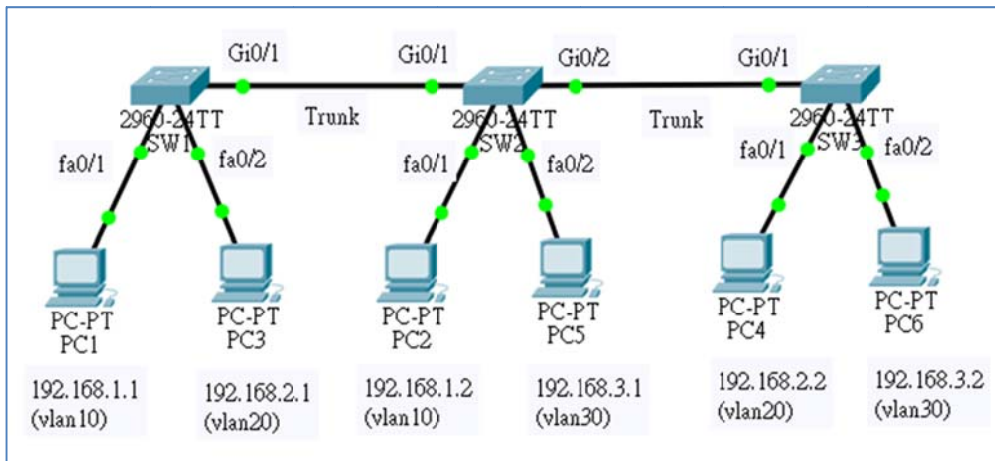 Gi0/1
Gi0/1
Gi0/2
Gi0/1
Trunk
Trunk
2960-24TT
SW1
2960-24TT
SW2
2960-24TT
SW3
fa0/1
fa0/2
fa0/1
fa0/2
fa0/1
fa0/2
PC-PT
PC1
PC-PT
PC3
PC-PT
PC2
PC-PT
PC5
PC-PT
PC4
PC-PT
PC6
192.168.1.1
(vlan10)
192.168.2.1
(vlan20)
192.168.1.2
(vlan10)
192.168.3.1
(vlan30)
192.168.2.2
(vlan20)
192.168.3.2
(vlan30)